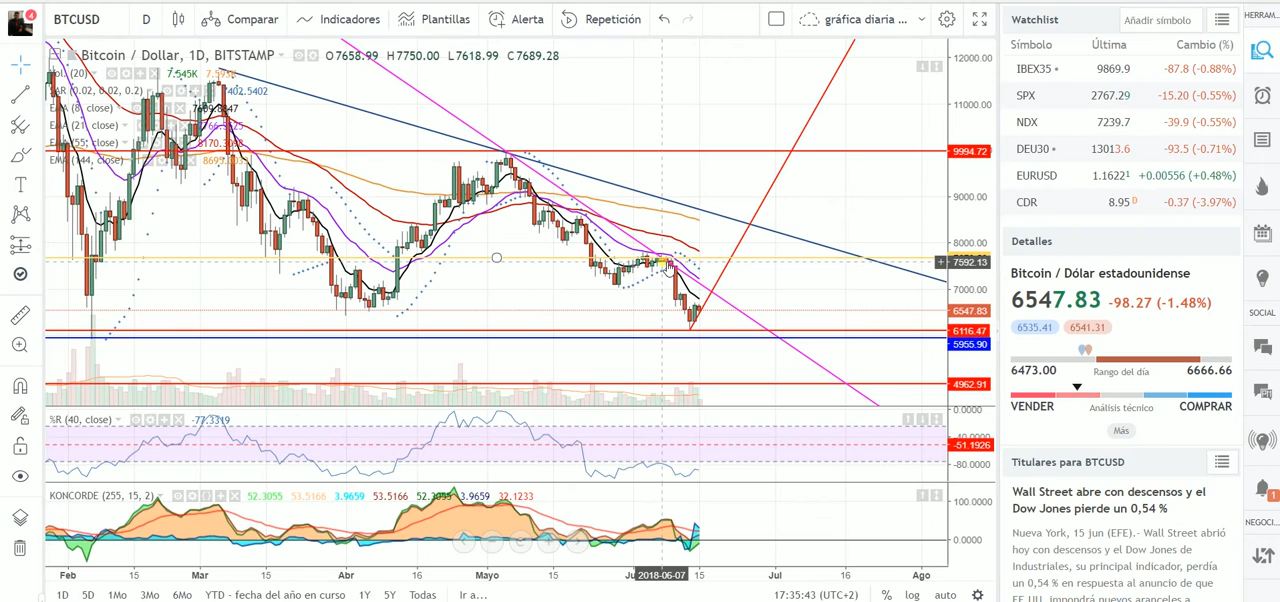 4
BTCUSD
D
Comparar
Indicadores
Plantillas
Alerta
Repetición
gráfica diaria ...
Bitcoin / Dollar, 1D, BITSTAMP
O7658.99 H7750.00 L7618.99 C7689.28
Vol. (20)
7.545K
SAR (0.02, 0.02, 0.2)
EMA (8, close)
EMA (21, close)
EMA (55, close)
8170.3098
EMA (144, close)
12000.00
11000.00
9994.72
9000.00
8000.00
7592.13
7000.00
6547.83
6116.47
5955.90
4962.91
%R (40, close)
-77.3319
0.0000
-51.1926
-80.0000
KONCORDE (255, 15, 2)
52.3055 53.5166 3.9659 53.5166 52.3055 3.9659 32.1233
100.0000
0.0000
Feb 15 Mar 15 Abr 16 Mayo 15 2018-06-07 15 Jul 16 Ago
1D 5D 1Mo 3Mo 6Mo YTD - fecha del año en curso 1Y 5Y Todas Ir a...
17:35:43 (UTC+2)
% log auto
Watchlist
Añadir símbolo
Símbolo Última Cambio (%)
IBEX35 9869.9 -87.8 (-0.88%)
SPX 2767.29 -15.20 (-0.55%)
NDX 7239.7 -39.9 (-0.55%)
DEU30 13013.6 -93.5 (-0.71%)
EURUSD 1.16221 +0.00556 (+0.48%)
CDR 8.95 D -0.37 (-3.97%)
Detalles
Bitcoin / Dólar estadounidense
6547.83 -98.27 (-1.48%)
6535.41 6541.31
6473.00 Rango del día 6666.66
VENDER Análisis técnico COMPRAR
Más
Titulares para BTCUSD
Wall Street abre con descensos y el
Dow Jones pierde un 0,54 %
Nueva York, 15 jun (EFE).- Wall Street abrió
hoy con descensos y el Dow Jones de
Industriales, su principal indicador, perdía
un 0,54 % en respuesta al anuncio de que
EE.UU. impondrá nuevos aranceles a
HERRAM.
SOCIAL
1
NEGOCI...